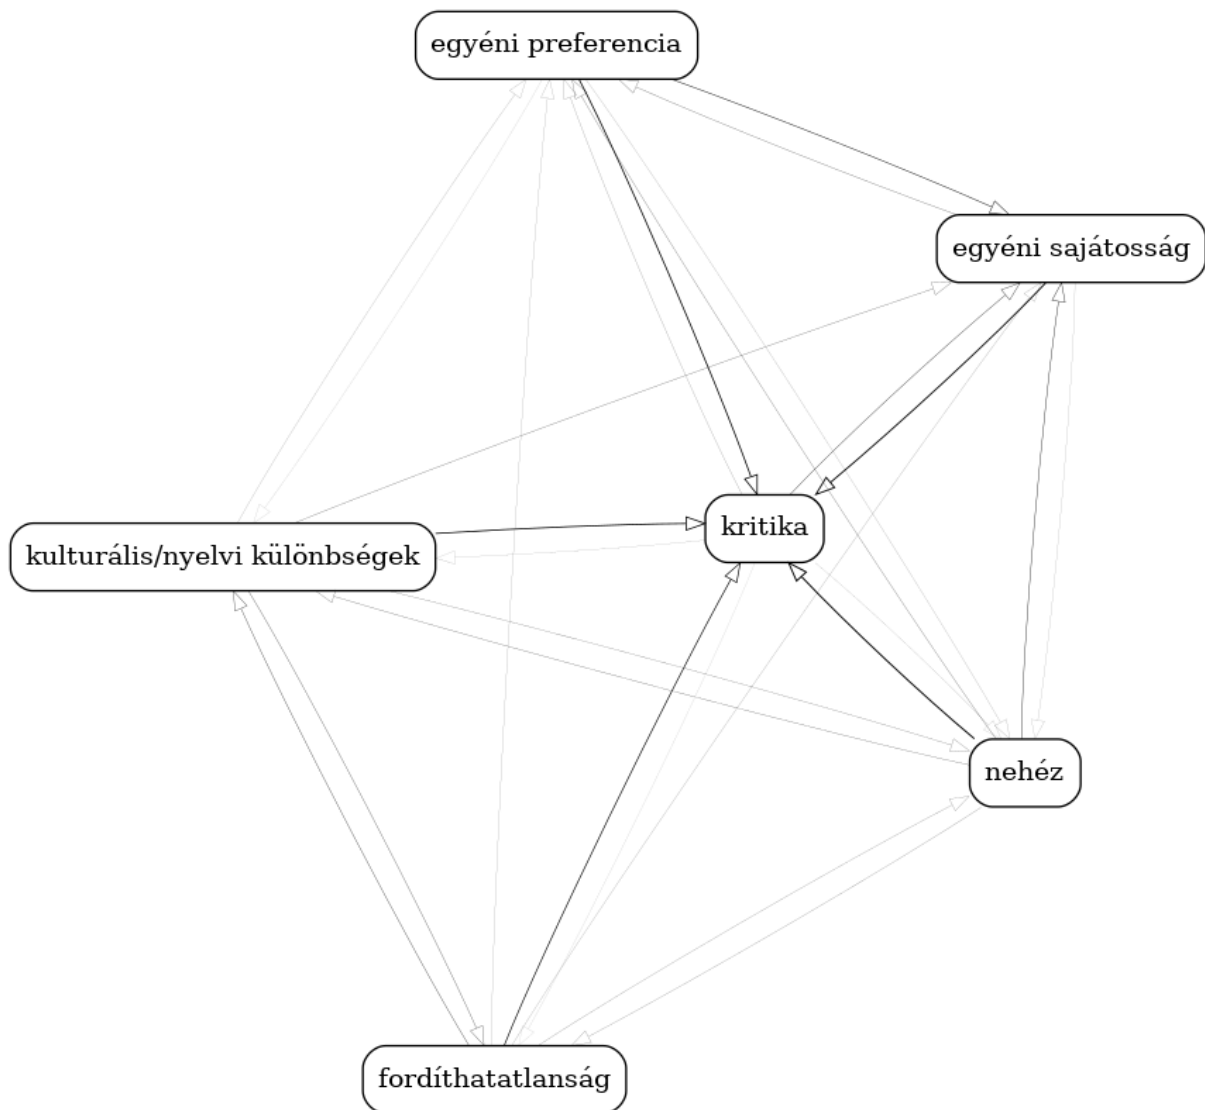 egyéni preferencia
egyéni sajátosság
kritika
kulturális/nyelvi különbségek
nehéz
fordíthatatlanság